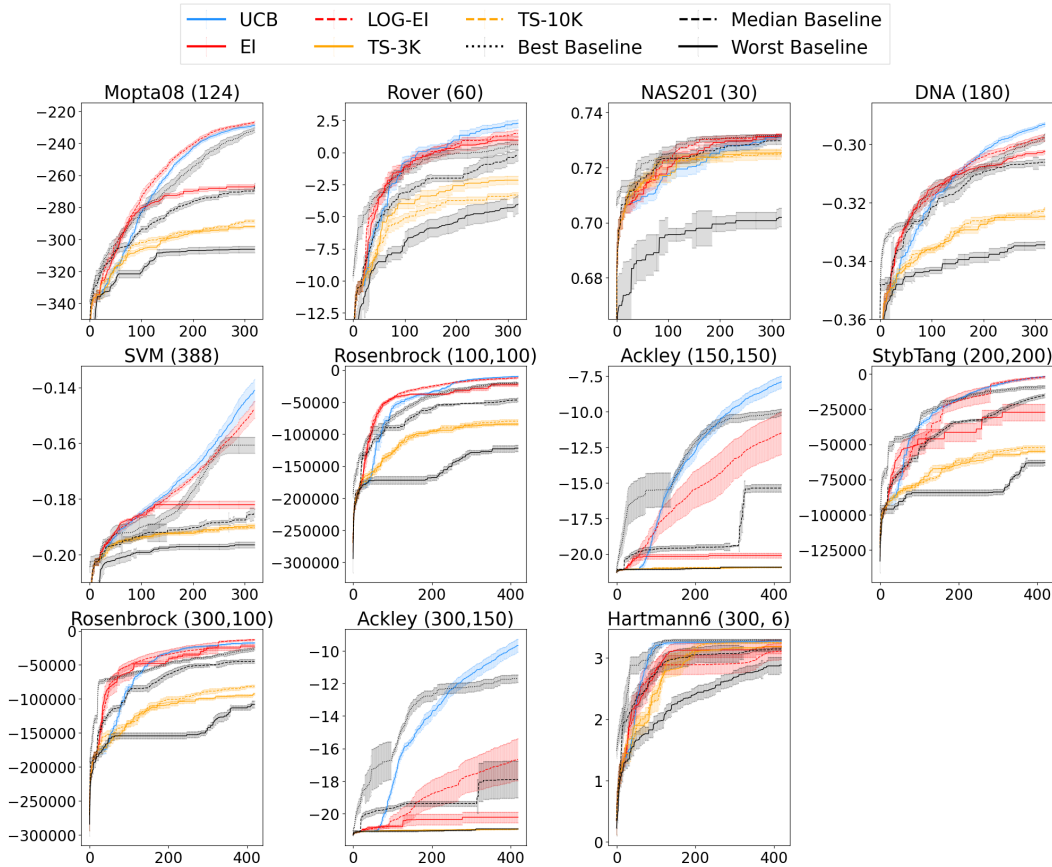 UCB LOG-EI TS-10K Median Baseline
EI TS-3K Best Baseline Worst Baseline
Mopta08 (124) Rover (60) NAS201 (30) DNA (180)
−220 −240 −260 −280 −300 −320 −340
0 100 200 300
2.5 0.0 −2.5 −5.0 −7.5 −10.0 −12.5
0 100 200 300
0.74 0.72 0.70 0.68
0 100 200 300
−0.30 −0.32 −0.34 −0.36
0 100 200 300
SVM (388) Rosenbrock (100,100) Ackley (150,150) StybTang (200,200)
−0.14 −0.16 −0.18 −0.20
0 100 200 300
0 −50000 −100000 −150000 −200000 −250000 −300000
0 200 400
−7.5 −10.0 −12.5 −15.0 −17.5 −20.0
0 200 400
0 −25000 −50000 −75000 −100000 −125000
0 200 400
Rosenbrock (300,100) Ackley (300,150) Hartmann6 (300, 6)
0 −50000 −100000 −150000 −200000 −250000 −300000
0 200 400
−10 −12 −14 −16 −18 −20
0 200 400
3 2 1 0
0 200 400